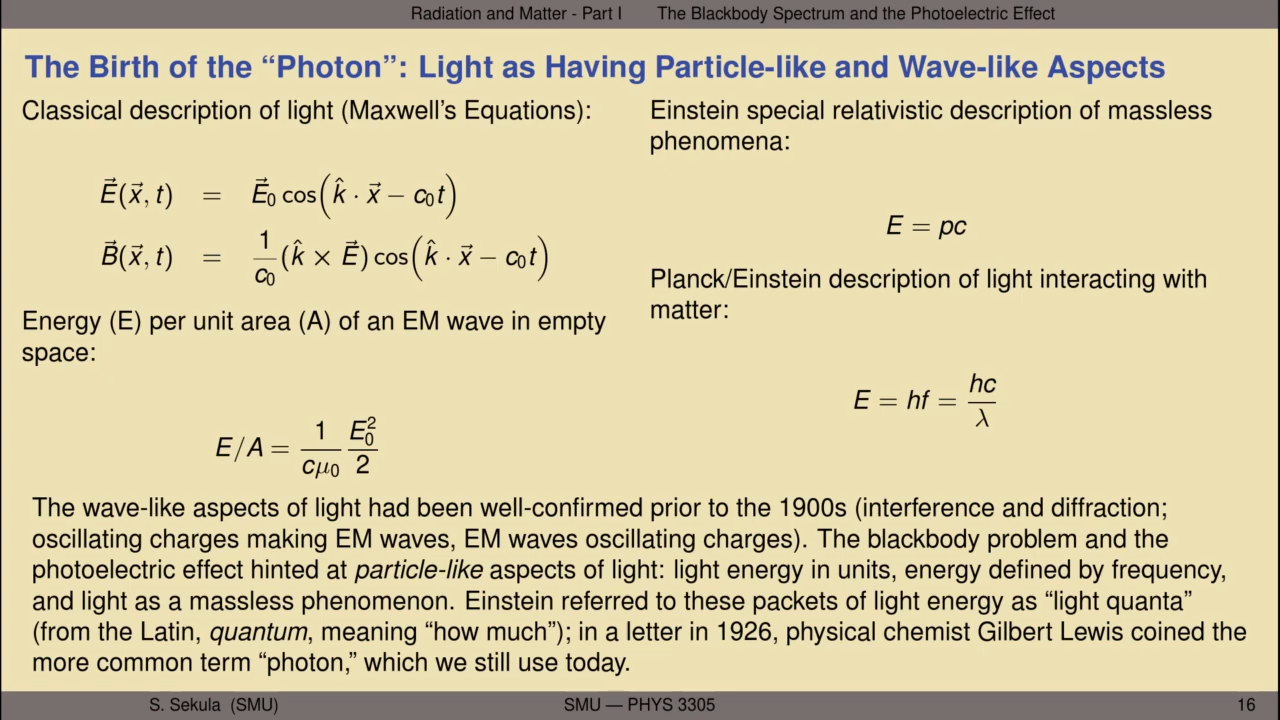 Radiation and Matter - Part I The Blackbody Spectrum and the Photoelectric Effect
The Birth of the “Photon”: Light as Having Particle-like and Wave-like Aspects
Classical description of light (Maxwell’s Equations):
E⃗(x⃗, t) = E⃗₀ cos(k̂ · x⃗ − c₀t)
B⃗(x⃗, t) = 1/c₀ (k̂ × E⃗) cos(k̂ · x⃗ − c₀t)
Energy (E) per unit area (A) of an EM wave in empty
space:
E/A = 1/(cμ₀) E₀²/2
Einstein special relativistic description of massless
phenomena:
E = pc
Planck/Einstein description of light interacting with
matter:
E = hf = hc/λ
The wave-like aspects of light had been well-confirmed prior to the 1900s (interference and diffraction;
oscillating charges making EM waves, EM waves oscillating charges). The blackbody problem and the
photoelectric effect hinted at particle-like aspects of light: light energy in units, energy defined by frequency,
and light as a massless phenomenon. Einstein referred to these packets of light energy as “light quanta”
(from the Latin, quantum, meaning “how much”); in a letter in 1926, physical chemist Gilbert Lewis coined the
more common term “photon,” which we still use today.
S. Sekula (SMU) SMU — PHYS 3305 16